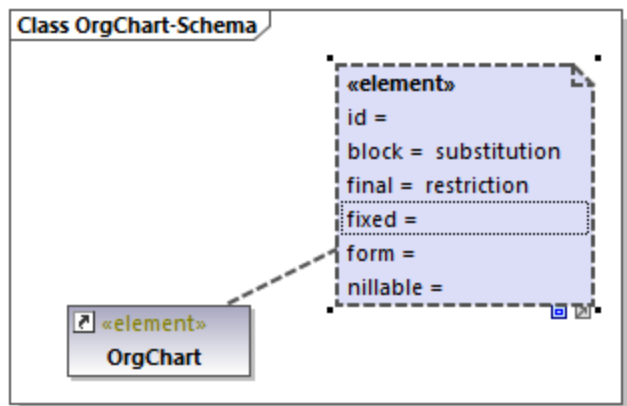 Class OrgChart-Schema
«element»
id =
block = substitution
final = restriction
fixed =
form =
nillable =
«element»
OrgChart